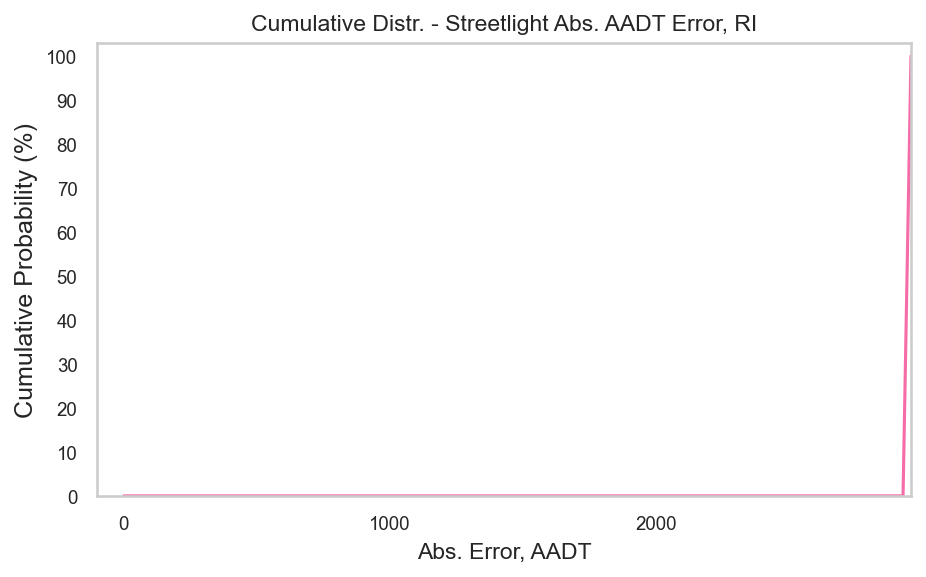 Cumulative Distr. - Streetlight Abs. AADT Error, RI
Cumulative Probability (%)
100
90
80
70
60
50
40
30
20
10
0
0 1000 2000
Abs. Error, AADT